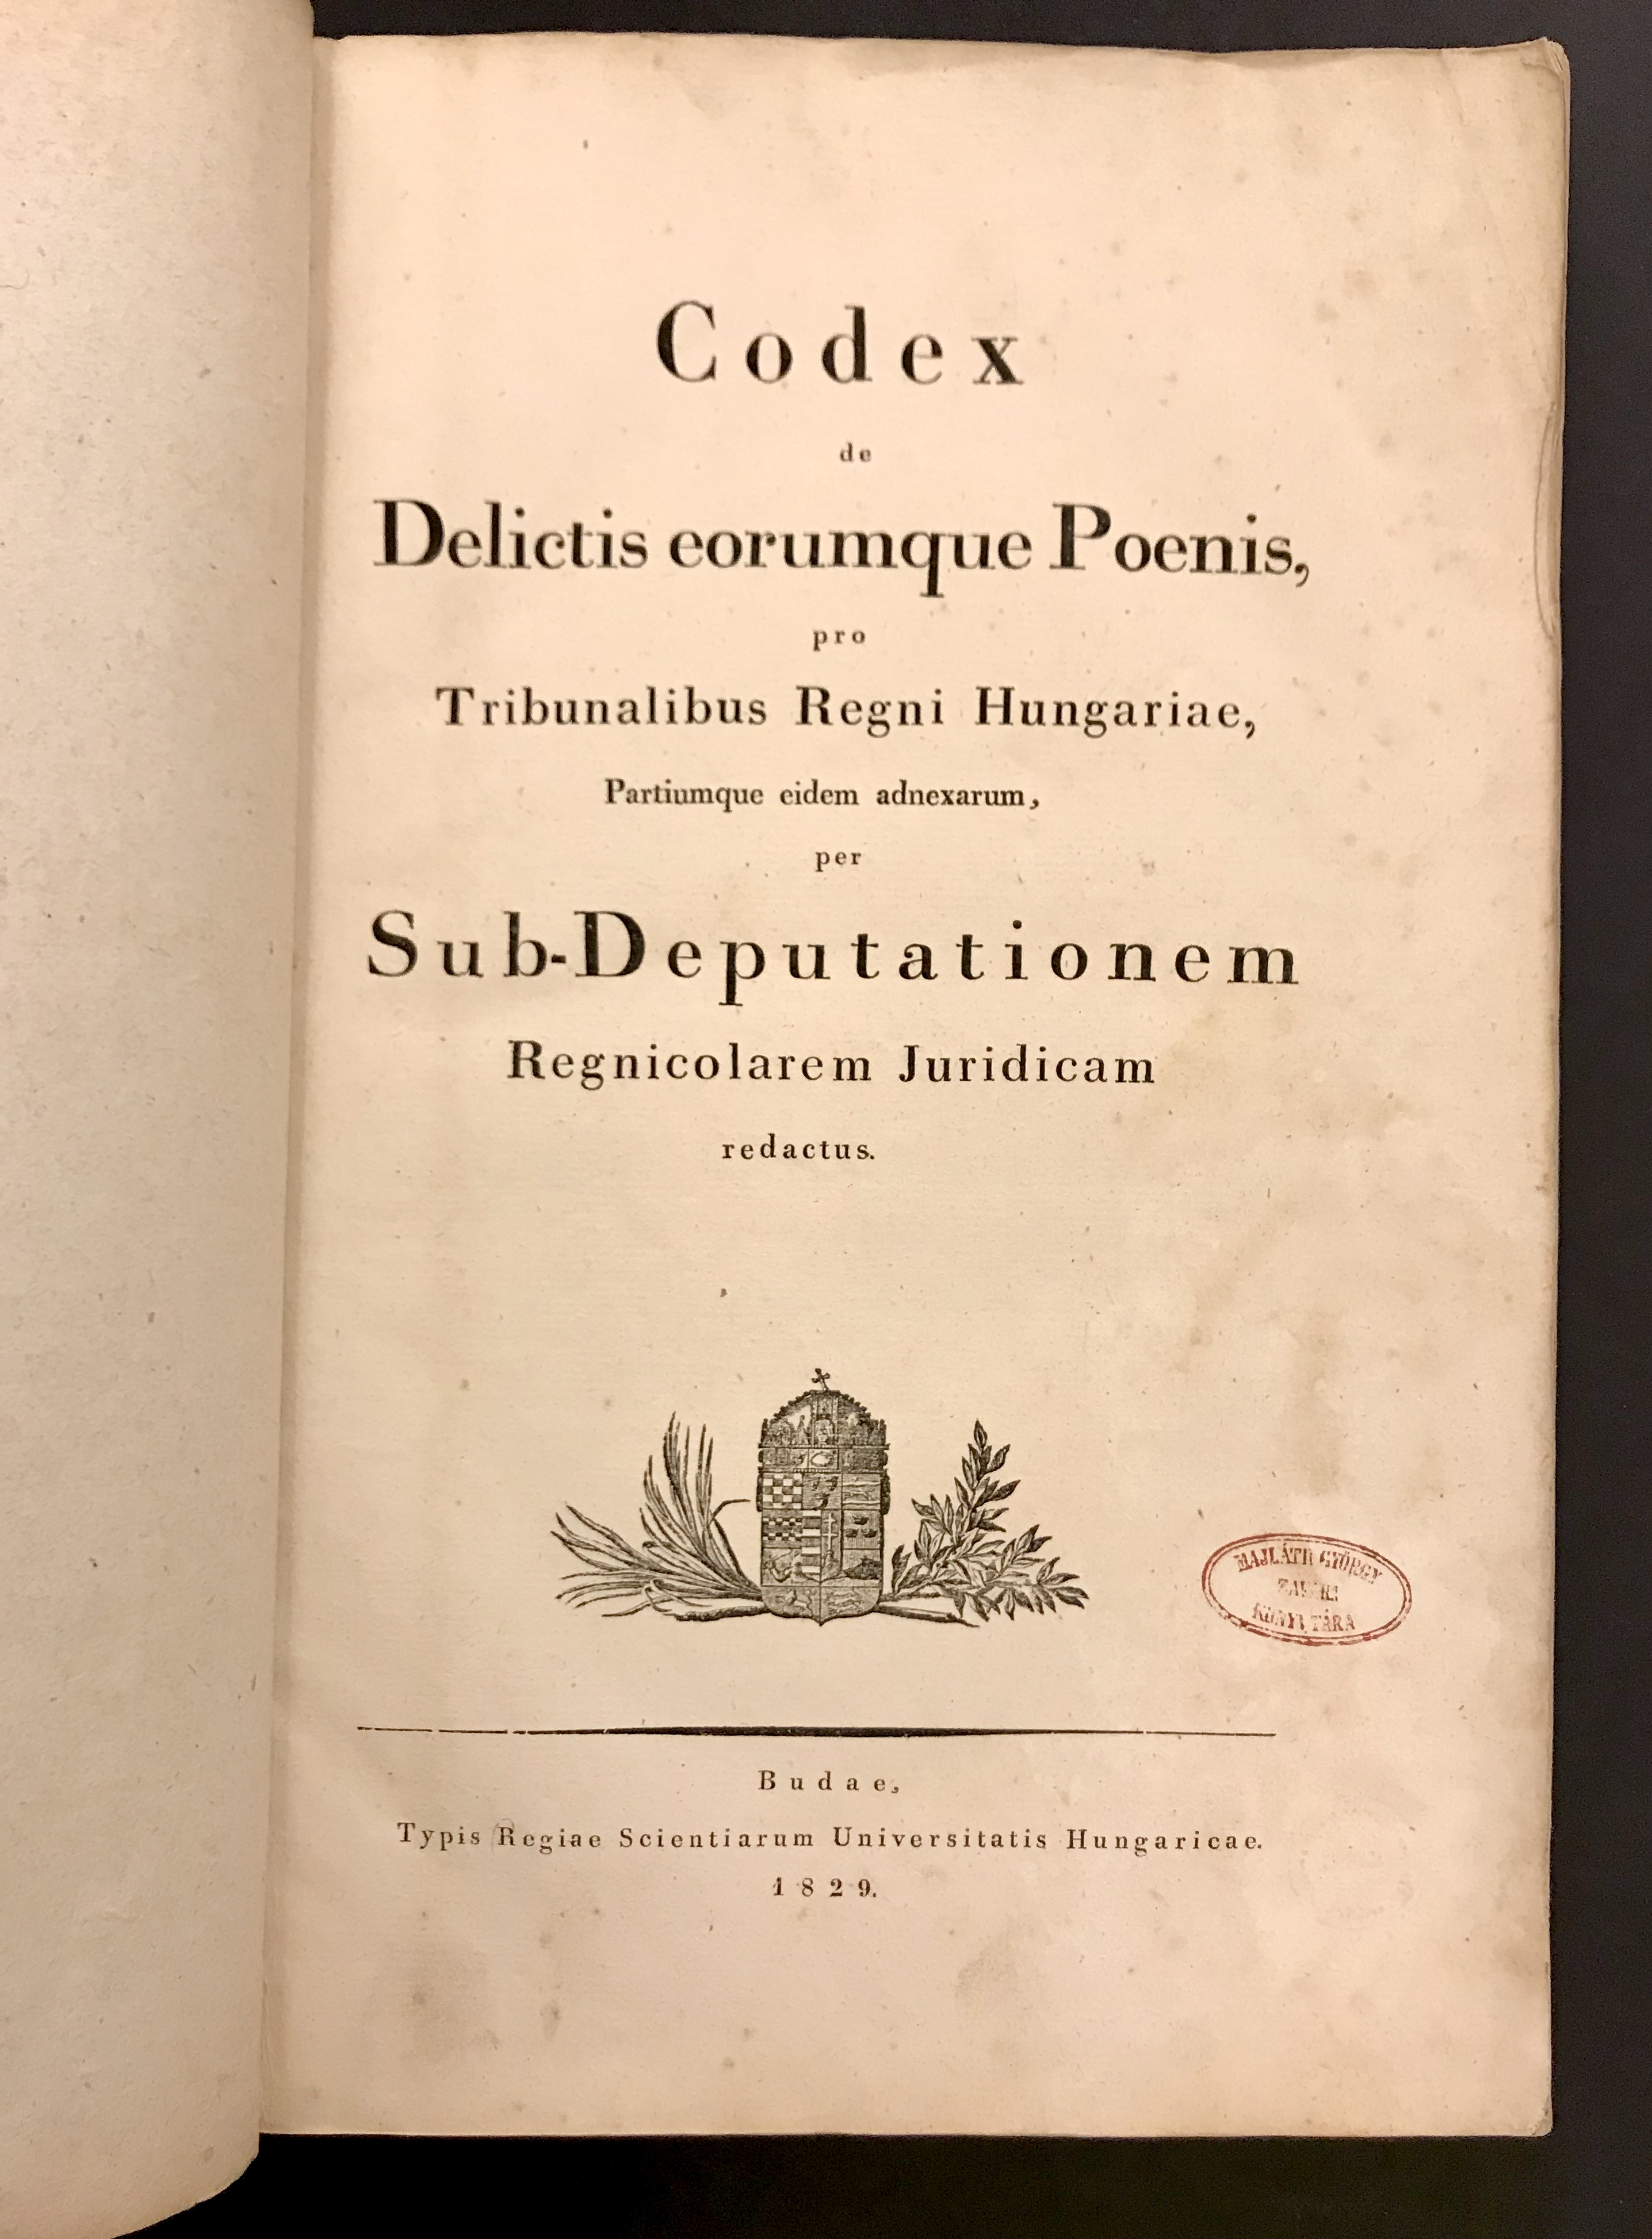 Codex
de
Delictis eorumque Poenis,
pro
Tribunalibus Regni Hungariae,
Partiumque eidem adnexarum,
per
Sub-Deputationem
Regnicolarem Juridicam
redactus.
MAJLÁTH GYÖRGY
KÖNYVTÁRA
Budae,
Typis Regiae Scientiarum Universitatis Hungaricae.
1829.